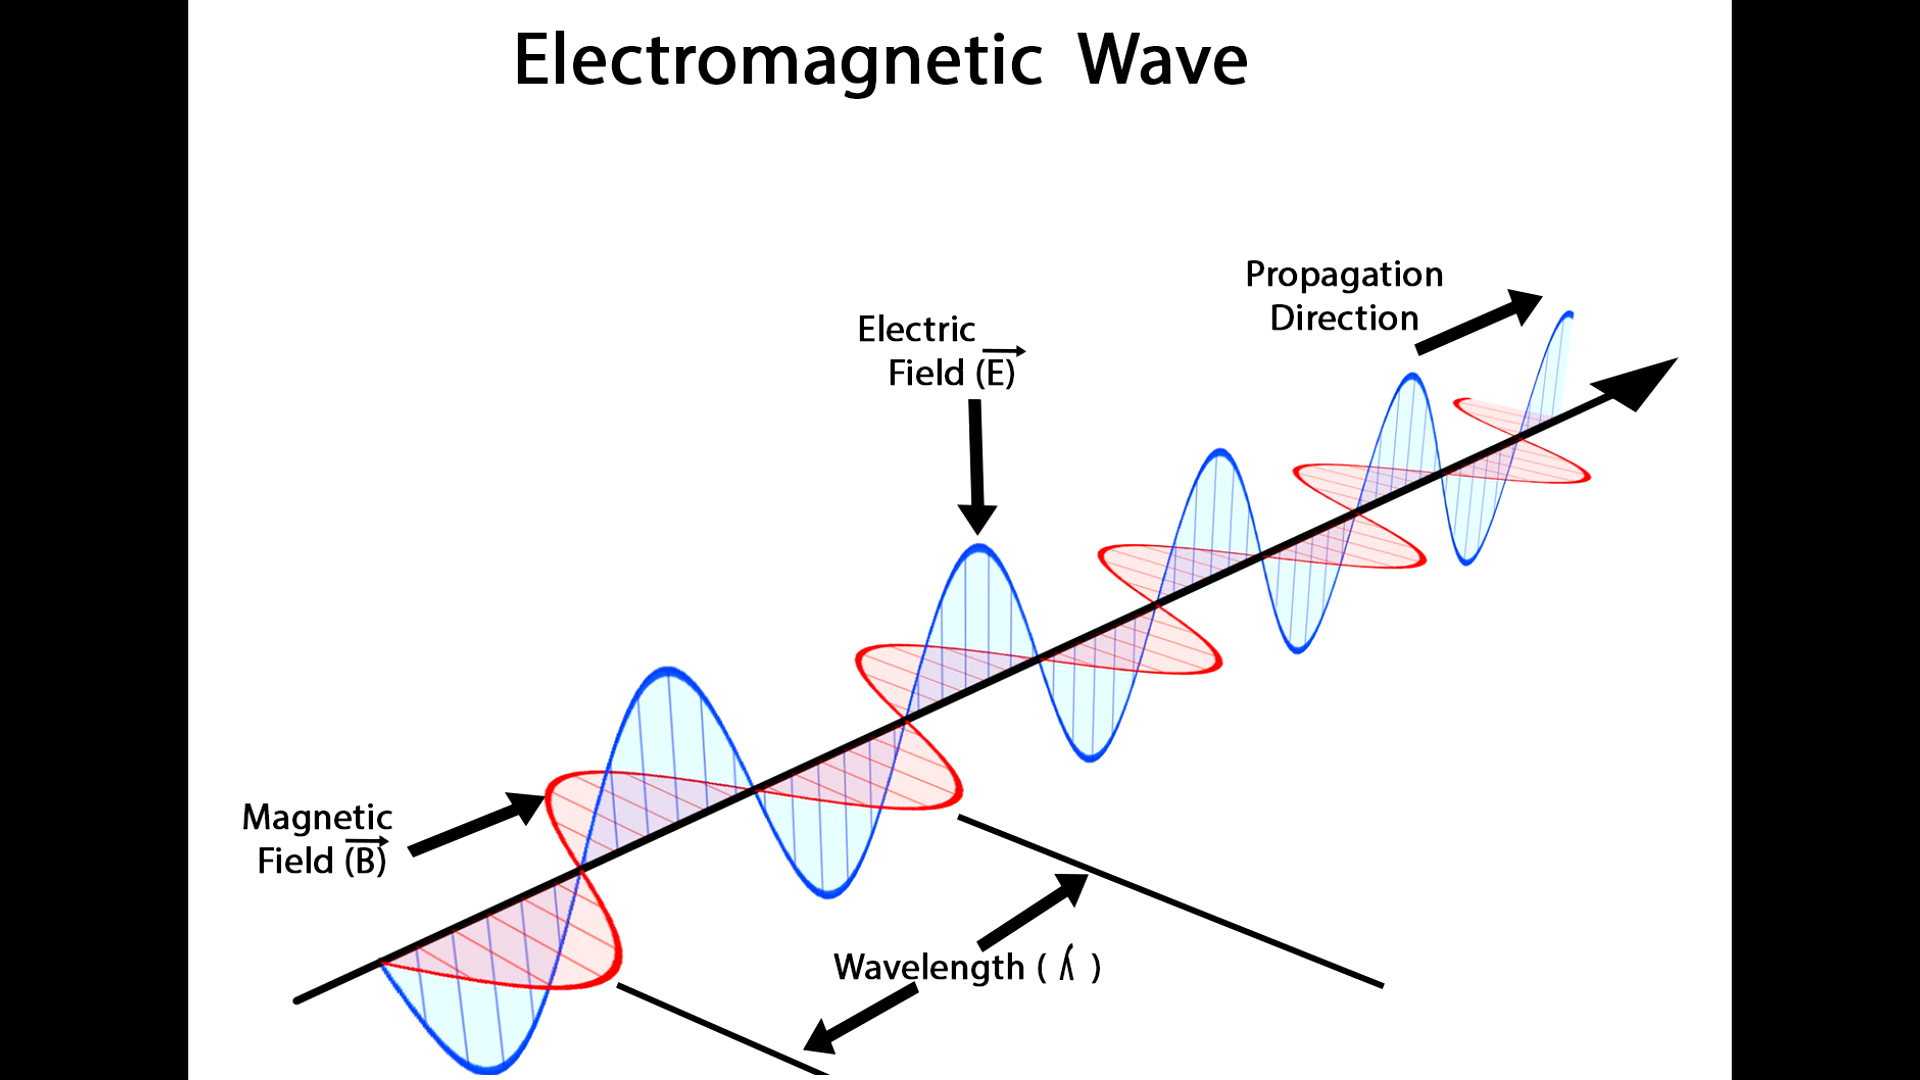 Electromagnetic Wave
Propagation
Direction
Electric
Field (E)
Magnetic
Field (B)
Wavelength ( λ )